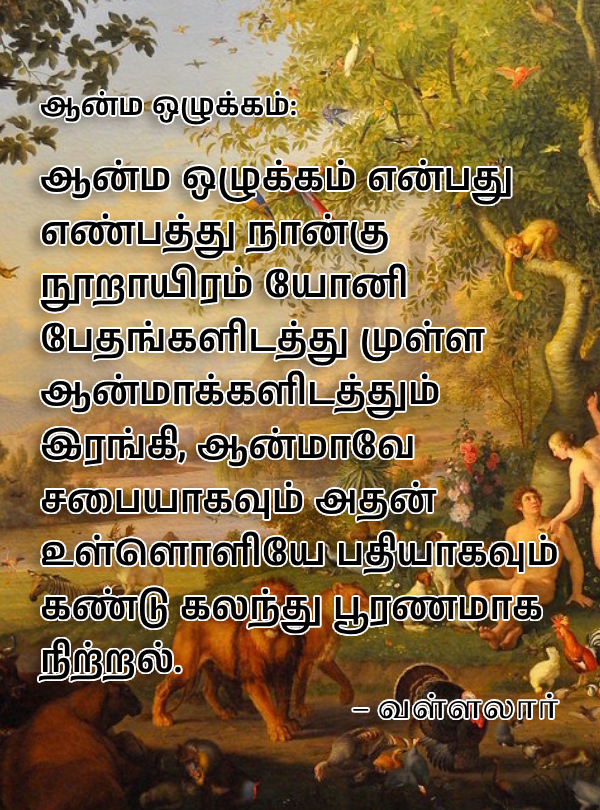 ஆன்ம ஒழுக்கம்:
ஆன்ம ஒழுக்கம் என்பது
எண்பத்து நான்கு
நூறாயிரம் யோனி
பேதங்களிடத்து முள்ள
ஆன்மாக்களிடத்தும்
இரங்கி, ஆன்மாவே
சபையாகவும் அதன்
உள்ளொளியே பதியாகவும்
கண்டு கலந்து பூரணமாக
நிற்றல்.
– வள்ளலார்